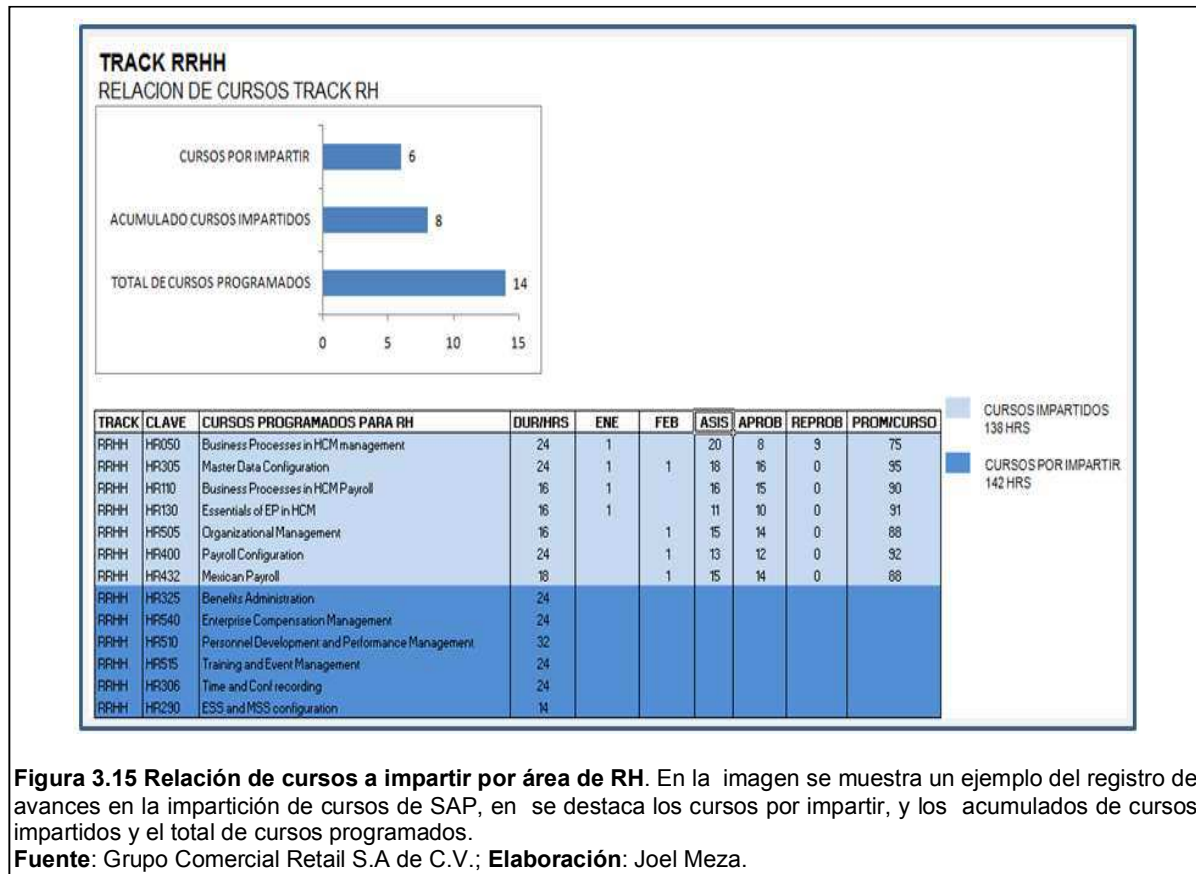 TRACK RRHH
RELACION DE CURSOS TRACK RH
CURSOS POR IMPARTIR 6
ACUMULADO CURSOS IMPARTIDOS 8
TOTAL DE CURSOS PROGRAMADOS 14
0 5 10 15
TRACK CLAVE CURSOS PROGRAMADOS PARA RH DUR/HRS ENE FEB ASIS APROB REPROB PROM/CURSO
RRHH HR050 Business Processes in HCM management 24 1 20 8 9 75
RRHH HR305 Master Data Configuration 24 1 1 18 16 0 95
RRHH HR110 Business Processes in HCM Payroll 16 1 16 15 0 90
RRHH HR130 Essentials of EP in HCM 16 1 11 10 0 91
RRHH HR505 Organizational Management 16 1 15 14 0 88
RRHH HR400 Payroll Configuration 24 1 13 12 0 92
RRHH HR432 Mexican Payroll 18 1 15 14 0 88
RRHH HR325 Benefits Administration 24
RRHH HR540 Enterprise Compensation Management 24
RRHH HR510 Personnel Development and Performance Management 32
RRHH HR515 Training and Event Management 24
RRHH HR306 Time and Conf recording 24
RRHH HR290 ESS and MSS configuration 14
CURSOS IMPARTIDOS
138 HRS
CURSOS POR IMPARTIR
142 HRS
Figura 3.15 Relación de cursos a impartir por área de RH. En la imagen se muestra un ejemplo del registro de
avances en la impartición de cursos de SAP, en se destaca los cursos por impartir, y los acumulados de cursos
impartidos y el total de cursos programados.
Fuente: Grupo Comercial Retail S.A de C.V.; Elaboración: Joel Meza.